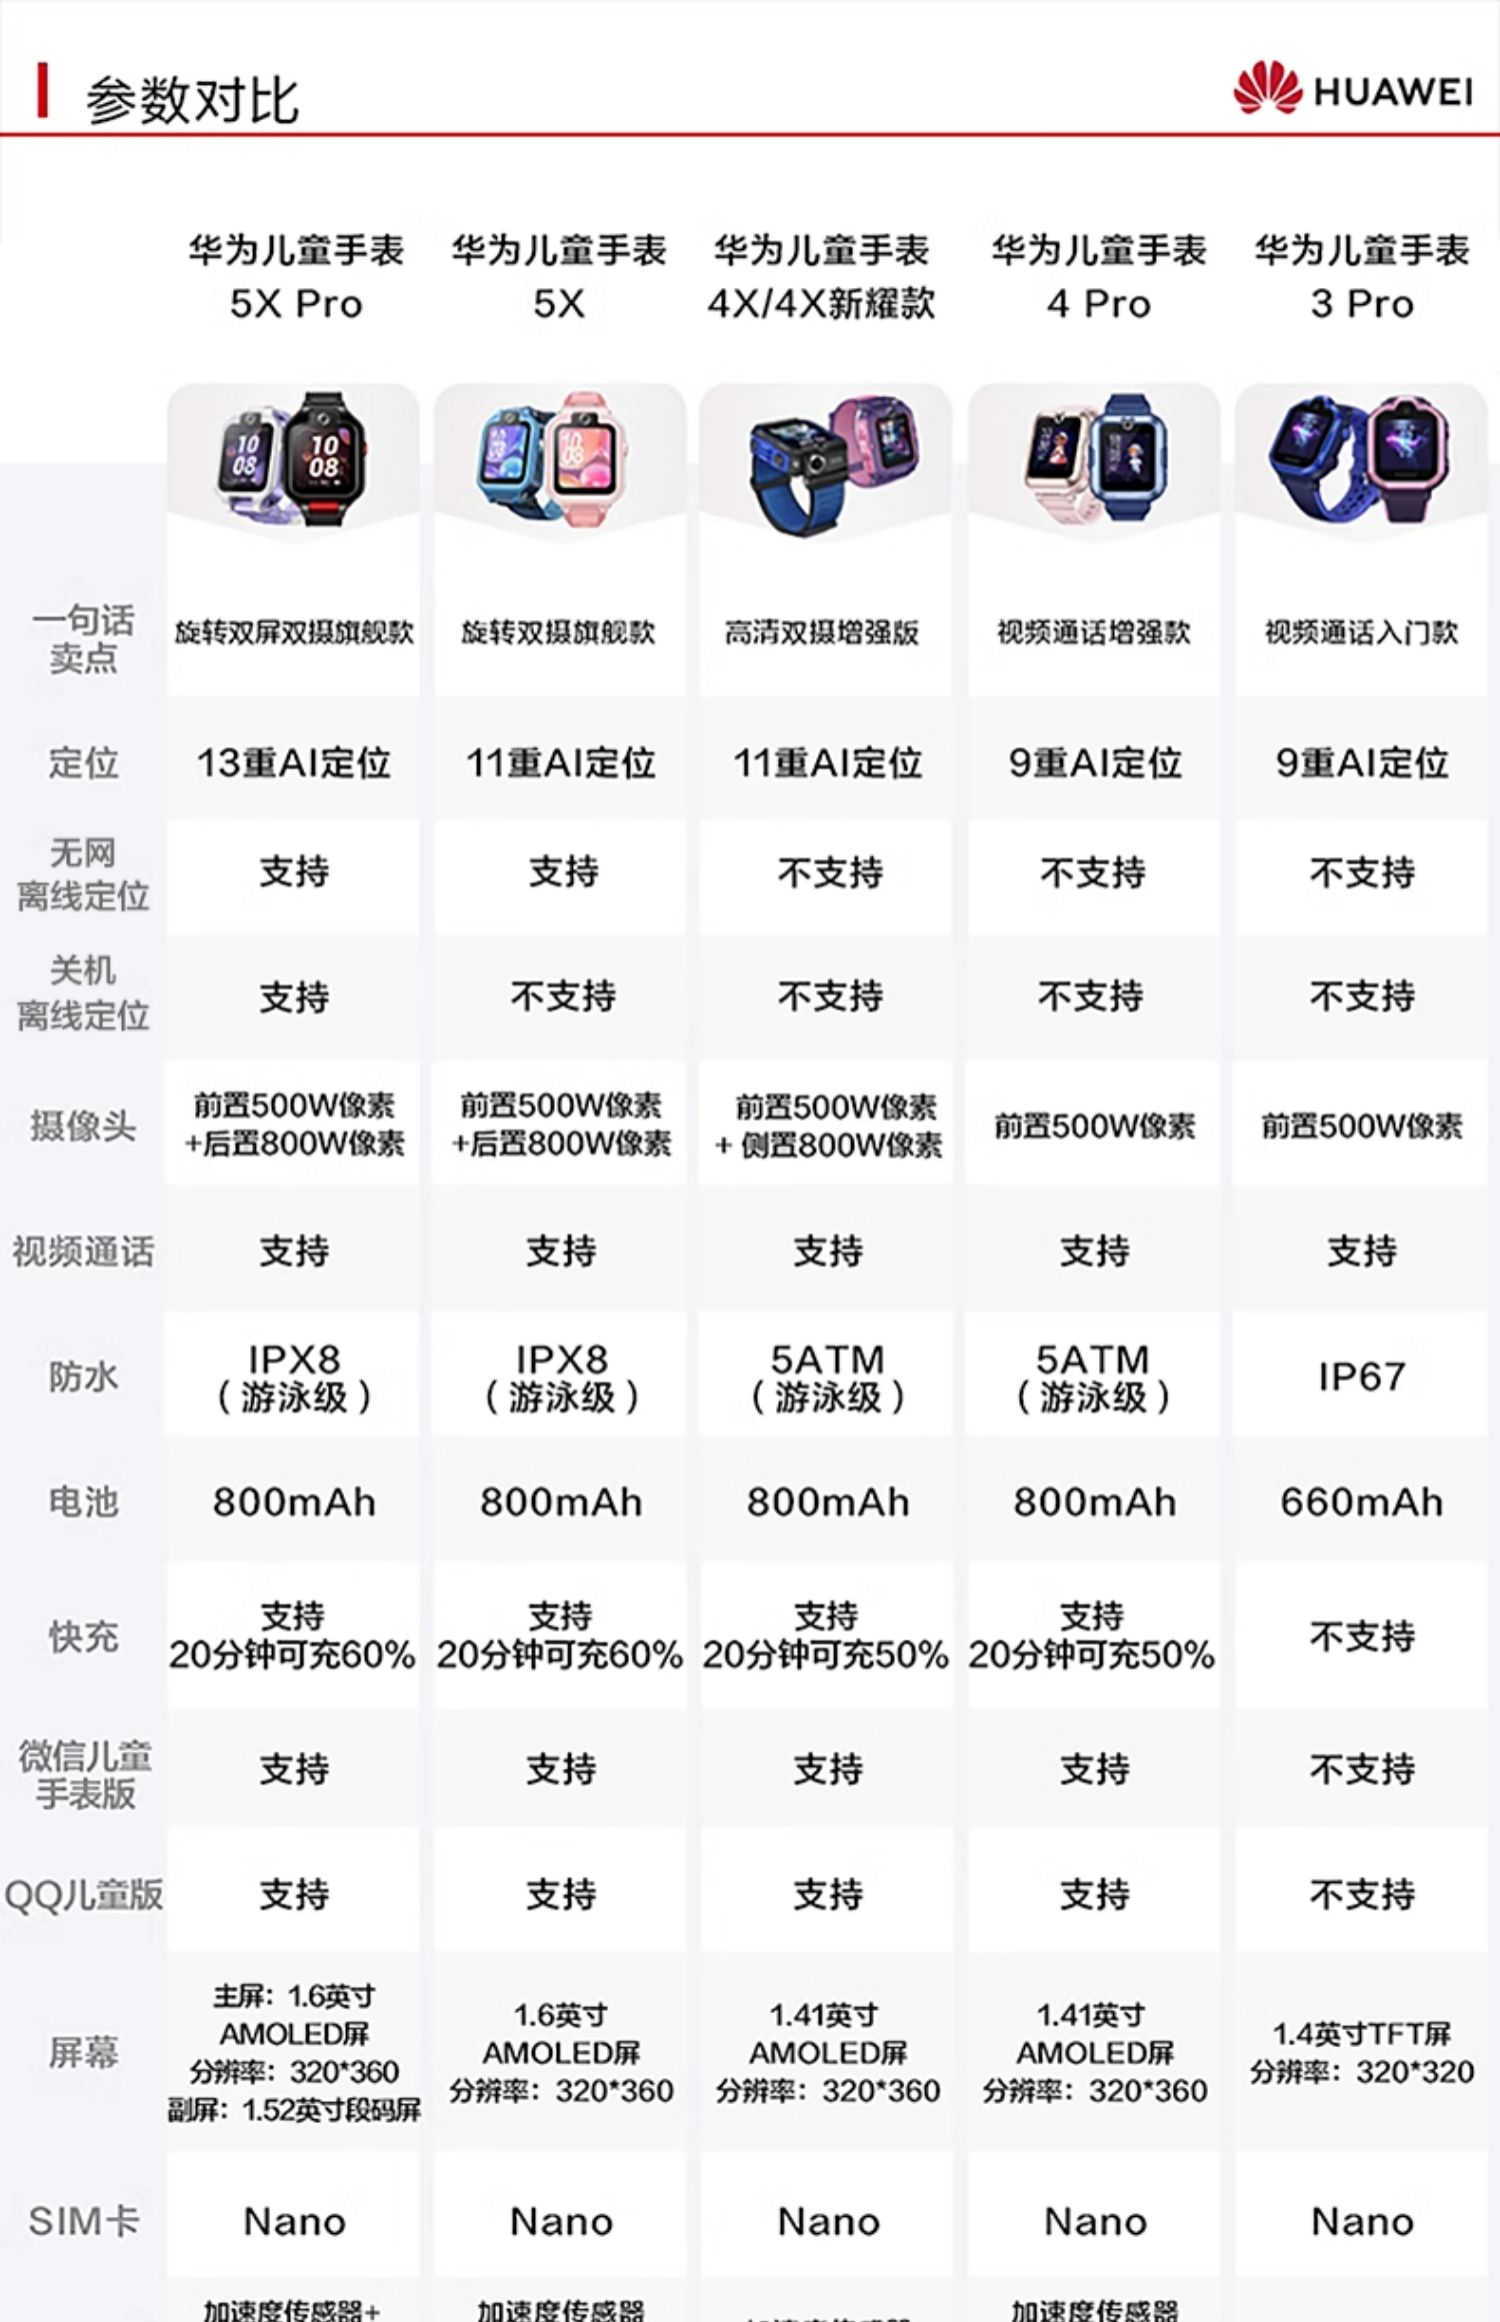 参数对比
HUAWEI
华为儿童手表
5X Pro
华为儿童手表
5X
华为儿童手表
4X/4X新耀款
华为儿童手表
4 Pro
华为儿童手表
3 Pro
10
08
10
08
一句话
卖点
旋转双屏双摄旗舰款
旋转双摄旗舰款
高清双摄增强版
视频通话增强款
视频通话入门款
定位
13重AI定位
11重AI定位
11重AI定位
9重AI定位
9重AI定位
无网
离线定位
支持
支持
不支持
不支持
不支持
关机
离线定位
支持
不支持
不支持
不支持
不支持
摄像头
前置500W像素
+后置800W像素
前置500W像素
+后置800W像素
前置500W像素
+ 侧置800W像素
前置500W像素
前置500W像素
视频通话
支持
支持
支持
支持
支持
防水
IPX8
（游泳级）
IPX8
（游泳级）
5ATM
（游泳级）
5ATM
（游泳级）
IP67
电池
800mAh
800mAh
800mAh
800mAh
660mAh
快充
支持
20分钟可充60%
支持
20分钟可充60%
支持
20分钟可充50%
支持
20分钟可充50%
不支持
微信儿童
手表版
支持
支持
支持
支持
不支持
QQ儿童版
支持
支持
支持
支持
不支持
屏幕
主屏：1.6英寸
AMOLED屏
分辨率：320*360
副屏：1.52英寸段码屏
1.6英寸
AMOLED屏
分辨率：320*360
1.41英寸
AMOLED屏
分辨率：320*360
1.41英寸
AMOLED屏
分辨率：320*360
1.4英寸TFT屏
分辨率：320*320
SIM卡
Nano
Nano
Nano
Nano
Nano
加速度传感器+
加速度传感器
加速度传感器